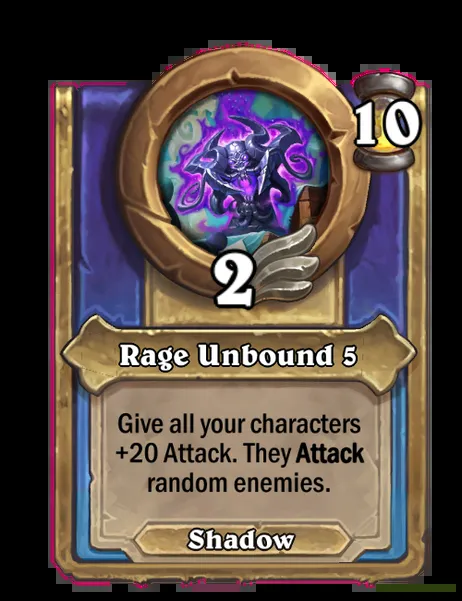 10
2
Rage Unbound 5
Give all your characters
+20 Attack. They Attack
random enemies.
Shadow